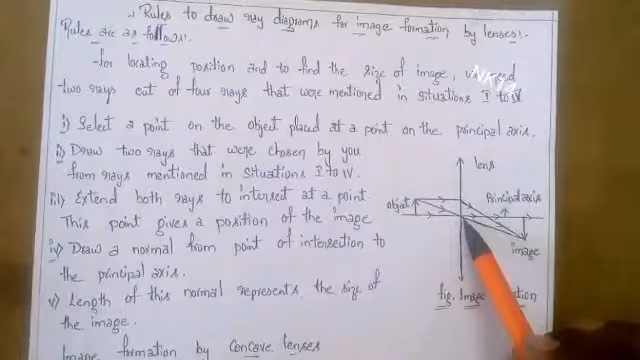 Rules to draw ray diagrams for image formation by lenses:
Rules are as follows:
for locating position and to find the size of image, 
two rays out of four rays that were mentioned in situations I to IV
i) Select a point on the object placed at a point on the principal axis.
ii) Draw two rays that were chosen by you
from rays mentioned in situations I to IV.
iii) Extend both rays to intersect at a point
This point gives a position of the image
iv) Draw a normal from point of intersection to
the principal axis.
v) Length of this normal represents the size of
the image.
Image formation by Concave lenses
lens
object
Principal axis
image
fig. Image